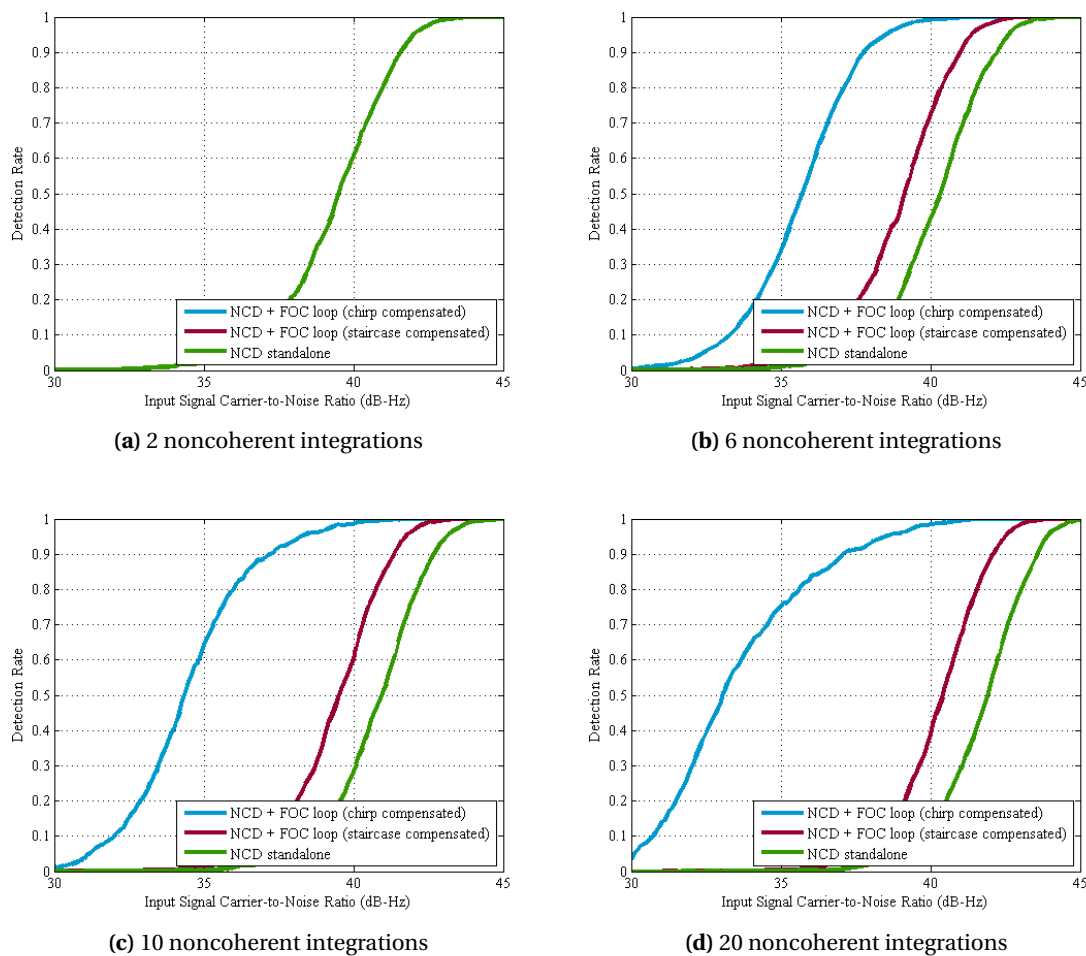 1
0.9
0.8
0.7
0.6
0.5
0.4
0.3
0.2
0.1
0
Detection Rate
NCD + FOC loop (chirp compensated)
NCD + FOC loop (staircase compensated)
NCD standalone
30 35 40 45
Input Signal Carrier-to-Noise Ratio (dB-Hz)
(a) 2 noncoherent integrations
1
0.9
0.8
0.7
0.6
0.5
0.4
0.3
0.2
0.1
0
Detection Rate
NCD + FOC loop (chirp compensated)
NCD + FOC loop (staircase compensated)
NCD standalone
30 35 40 45
Input Signal Carrier-to-Noise Ratio (dB-Hz)
(b) 6 noncoherent integrations
1
0.9
0.8
0.7
0.6
0.5
0.4
0.3
0.2
0.1
0
Detection Rate
NCD + FOC loop (chirp compensated)
NCD + FOC loop (staircase compensated)
NCD standalone
30 35 40 45
Input Signal Carrier-to-Noise Ratio (dB-Hz)
(c) 10 noncoherent integrations
1
0.9
0.8
0.7
0.6
0.5
0.4
0.3
0.2
0.1
0
Detection Rate
NCD + FOC loop (chirp compensated)
NCD + FOC loop (staircase compensated)
NCD standalone
30 35 40 45
Input Signal Carrier-to-Noise Ratio (dB-Hz)
(d) 20 noncoherent integrations